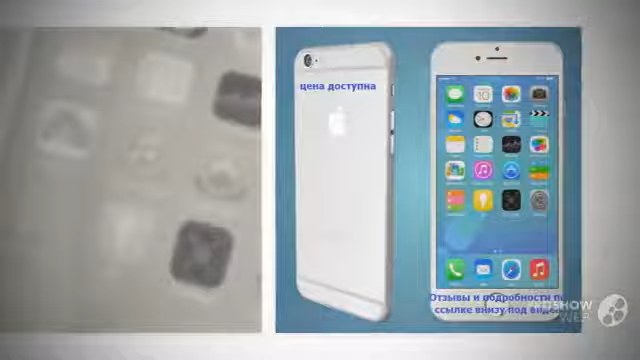 цена доступна
Отзывы и подробности по
ссылке внизу под видео